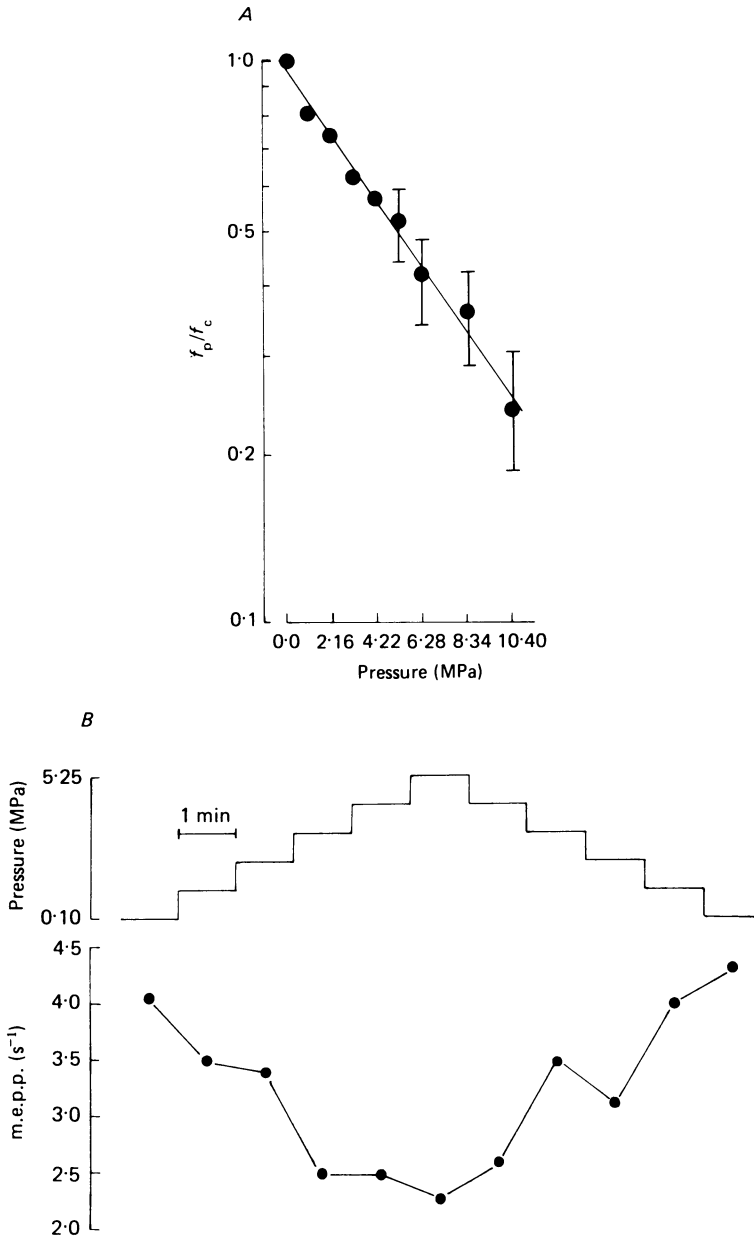 A
1·0
0·5
0·2
0·1
f_p/f_c
0·0 2·16 4·22 6·28 8·34 10·40
Pressure (MPa)
B
Pressure (MPa)
5·25
0·10
1 min
m.e.p.p. (s⁻¹)
4·5
4·0
3·5
3·0
2·5
2·0